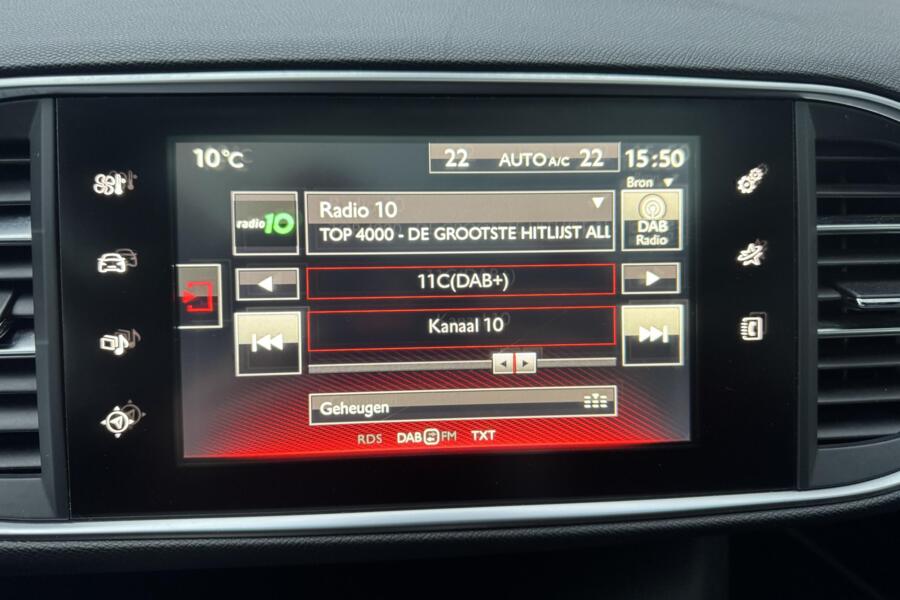 10°C
22 AUTO A/C 22
15:50
Bron
radio10
Radio 10
TOP 4000 - DE GROOTSTE HITLIJST ALL
DAB
Radio
11C(DAB+)
Kanaal 10
Geheugen
RDS DAB FM TXT